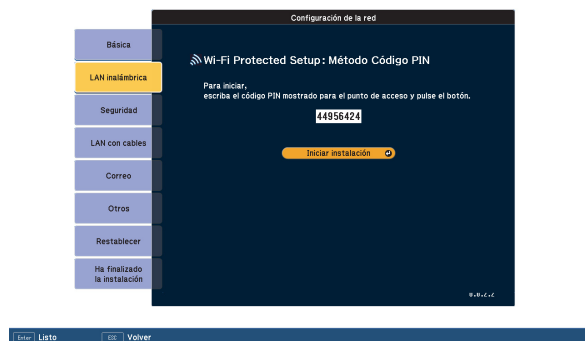 Configuración de la red
Básica
LAN inalámbrica
Seguridad
LAN con cables
Correo
Otros
Restablecer
Ha finalizado
la instalación
Wi-Fi Protected Setup: Método Código PIN
Para iniciar,
escriba el código PIN mostrado para el punto de acceso y pulse el botón.
44956424
Iniciar instalación
Enter Listo ESC Volver